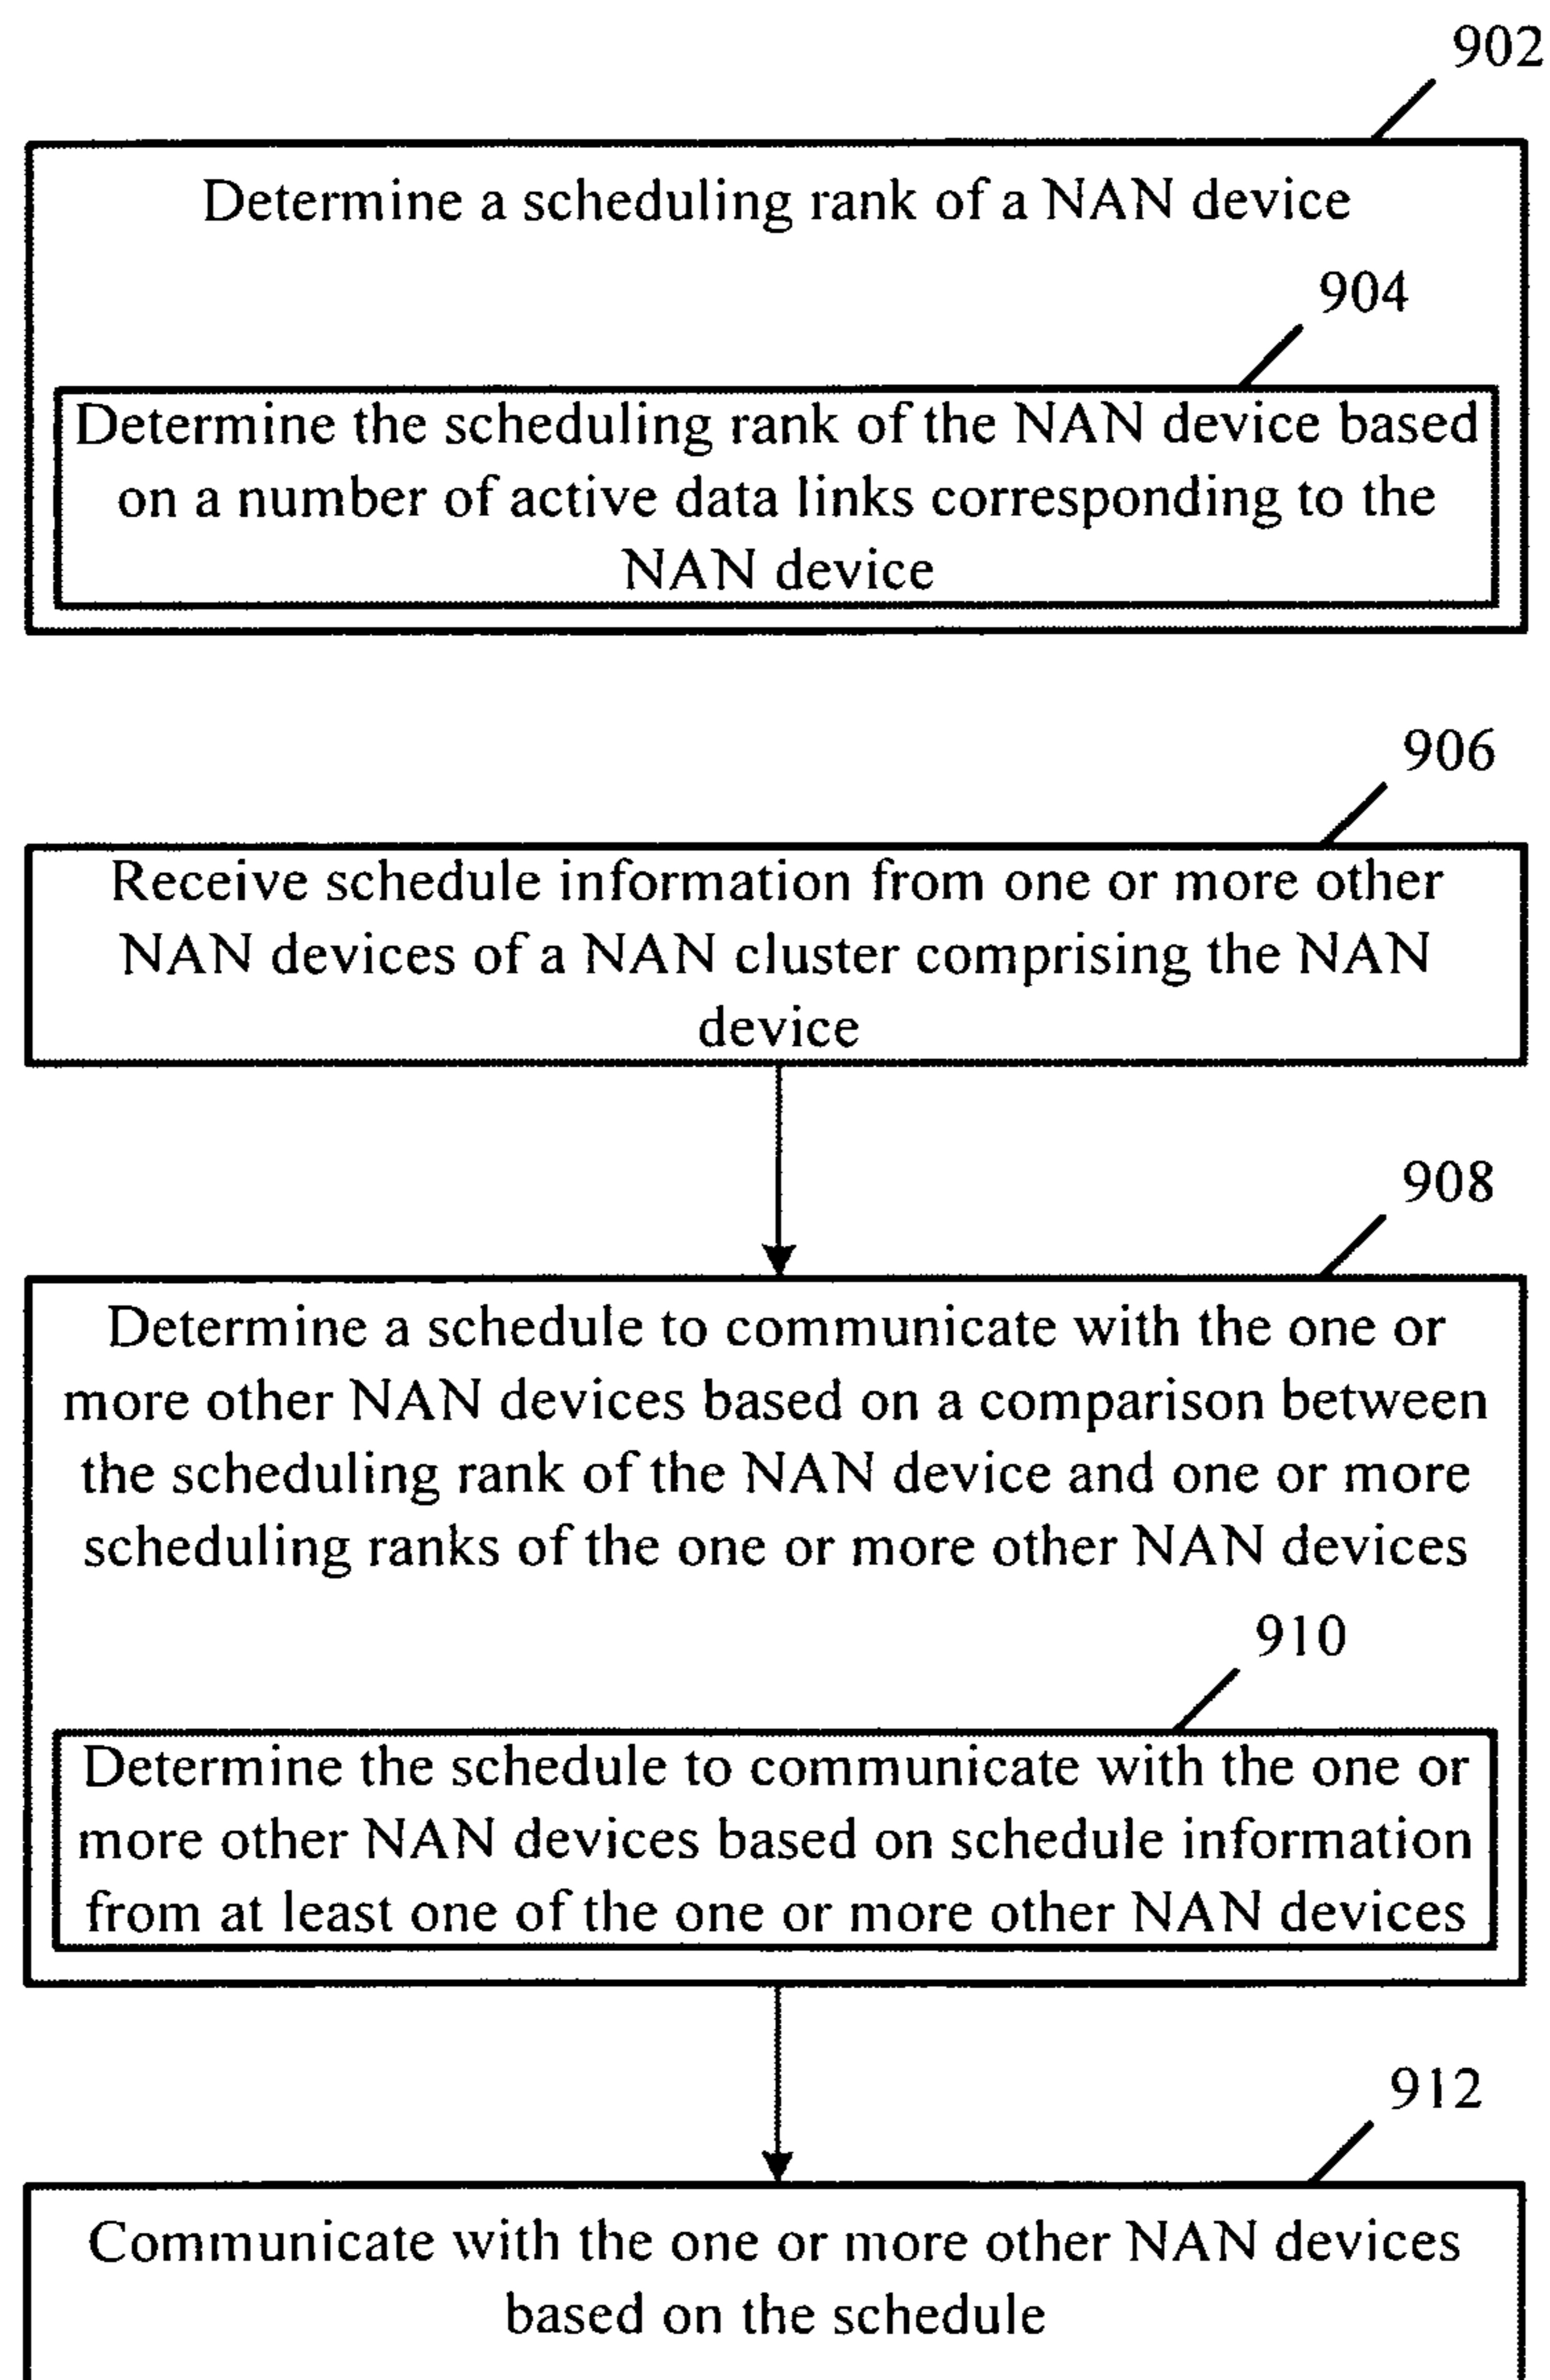 902
Determine a scheduling rank of a NAN device
904
Determine the scheduling rank of the NAN device based
on a number of active data links corresponding to the
NAN device
906
Receive schedule information from one or more other
NAN devices of a NAN cluster comprising the NAN
device
908
Determine a schedule to communicate with the one or
more other NAN devices based on a comparison between
the scheduling rank of the NAN device and one or more
scheduling ranks of the one or more other NAN devices
910
Determine the schedule to communicate with the one or
more other NAN devices based on schedule information
from at least one of the one or more other NAN devices
912
Communicate with the one or more other NAN devices
based on the schedule